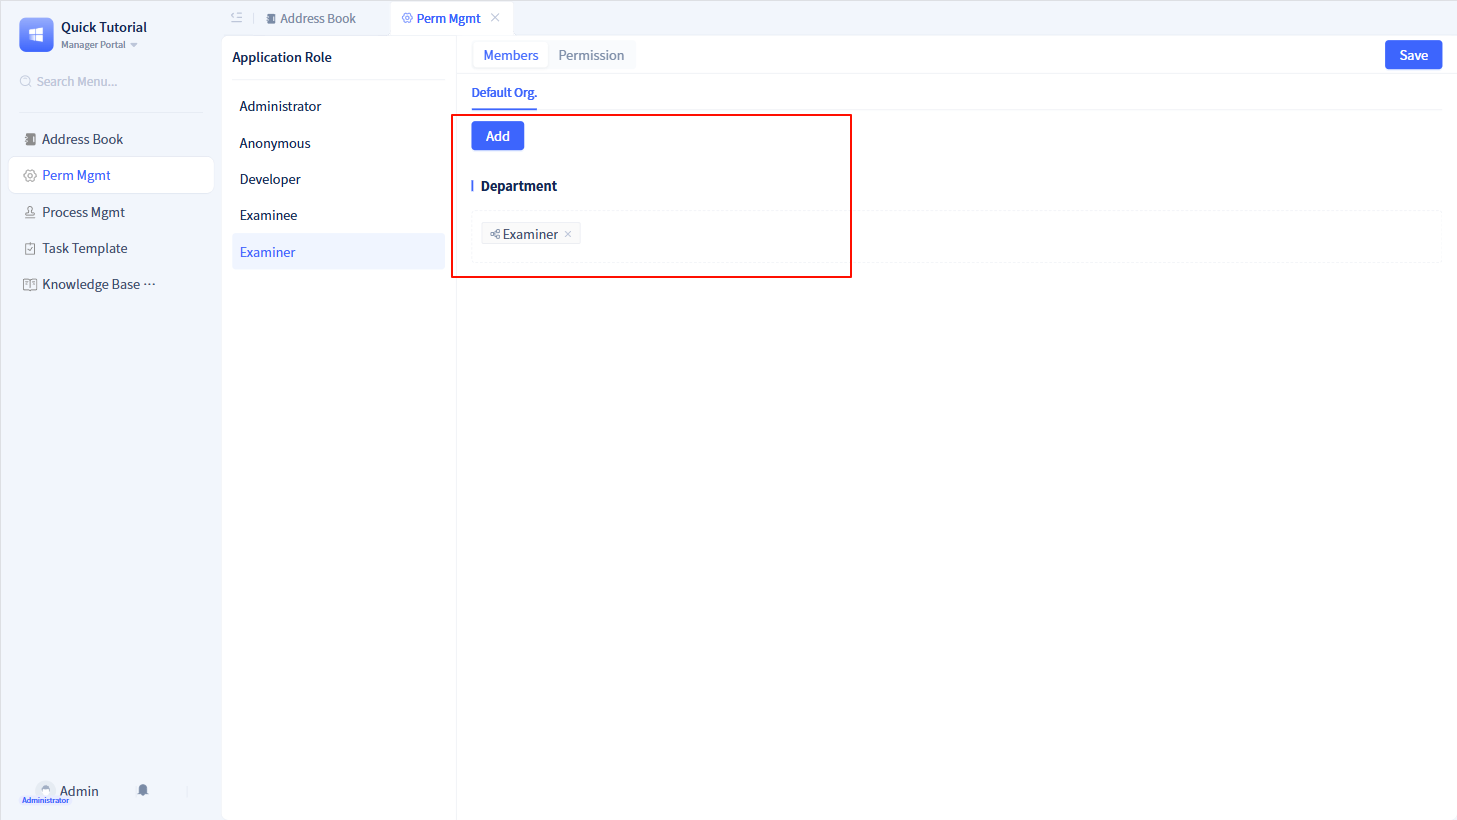 Quick Tutorial
Manager Portal
Search Menu...
Address Book
Perm Mgmt
Process Mgmt
Task Template
Knowledge Base ···
Admin
Administrator
Address Book
Perm Mgmt
Application Role
Administrator
Anonymous
Developer
Examinee
Examiner
Members Permission
Save
Default Org.
Add
Department
Examiner